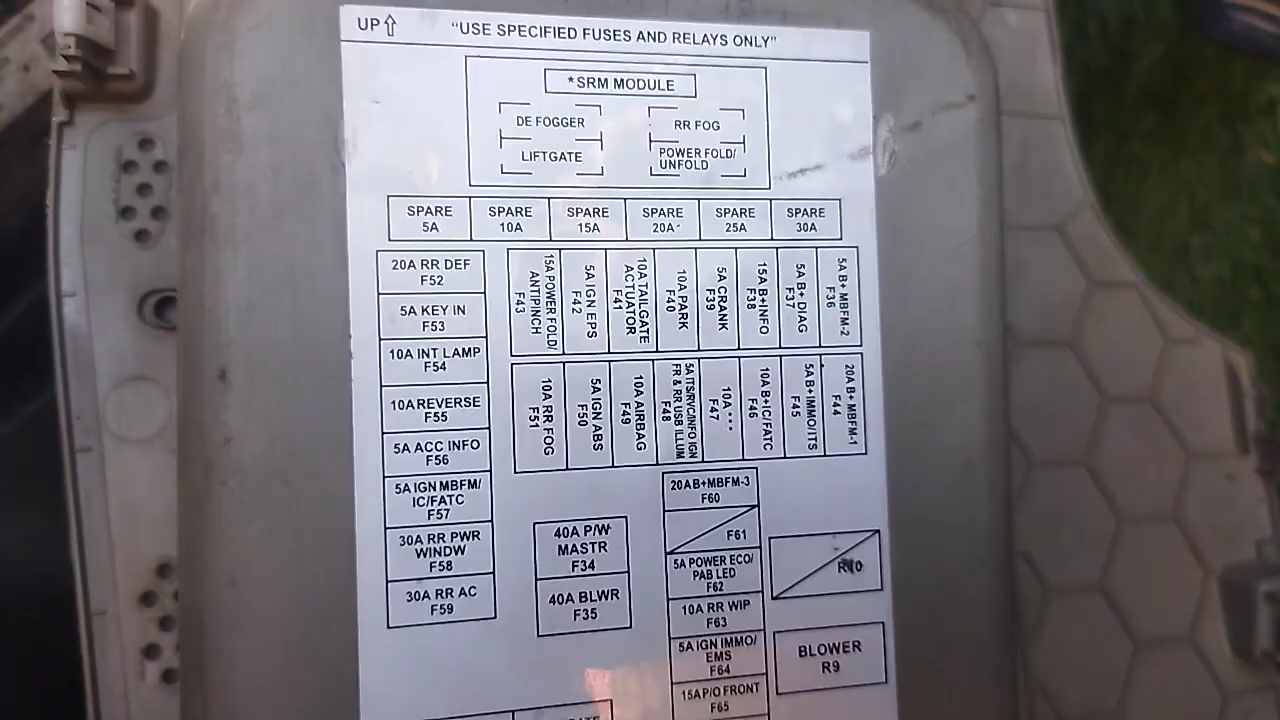 UP
"USE SPECIFIED FUSES AND RELAYS ONLY"
*SRM MODULE
DE FOGGER
RR FOG
LIFTGATE
POWER FOLD/
UNFOLD
SPARE
5A
SPARE
10A
SPARE
15A
SPARE
20A
SPARE
25A
SPARE
30A
20A RR DEF
F52
5A KEY IN
F53
10A INT LAMP
F54
10A REVERSE
F55
5A ACC INFO
F56
5A IGN MBFM/
IC/FATC
F57
30A RR PWR
WINDW
F58
30A RR AC
F59
15A POWER FOLD/
ANTIPINCH
F43
5A IGN EPS
F42
10A TAILGATE
ACTUATOR
F41
10A PARK
F40
5A CRANK
F39
15A B+INFO
F38
5A B+ DIAG
F37
5A B+ MBFM-2
F36
10A RR FOG
F51
5A IGN ABS
F50
10A AIRBAG
F49
5A ITS/RVC/INFO IGN
FR & RR USB ILLUM
F48
10A ***
F47
10A B+IC/FATC
F46
5A B+IMMO/ITS
F45
20A B+ MBFM-1
F44
40A P/W
MASTR
F34
40A BLWR
F35
20A B+MBFM-3
F60
F61
5A POWER ECO/
PAB LED
F62
10A RR WIP
F63
5A IGN IMMO/
EMS
F64
15A P/O FRONT
F65
R10
BLOWER
R9